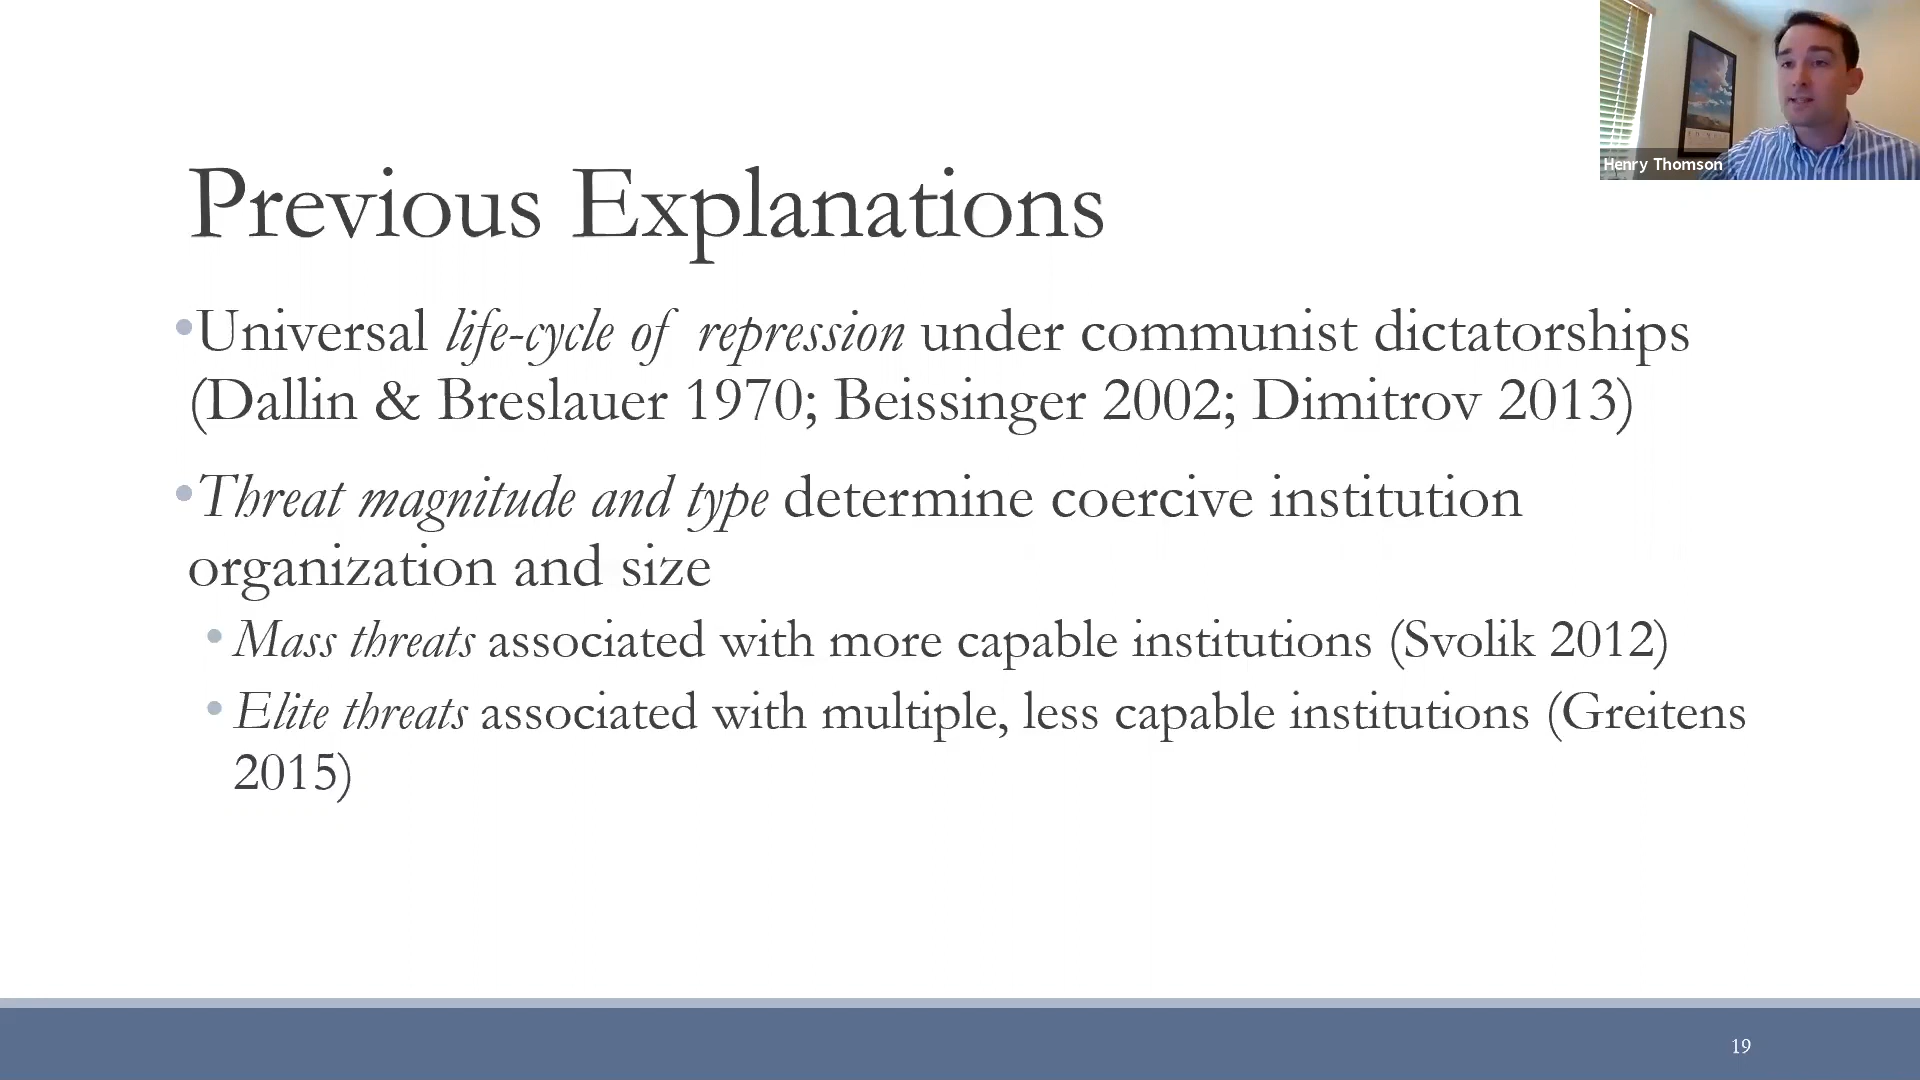 Henry Thomson
Previous Explanations
•Universal life-cycle of repression under communist dictatorships
(Dallin & Breslauer 1970; Beissinger 2002; Dimitrov 2013)
•Threat magnitude and type determine coercive institution
organization and size
• Mass threats associated with more capable institutions (Svolik 2012)
• Elite threats associated with multiple, less capable institutions (Greitens
2015)
19